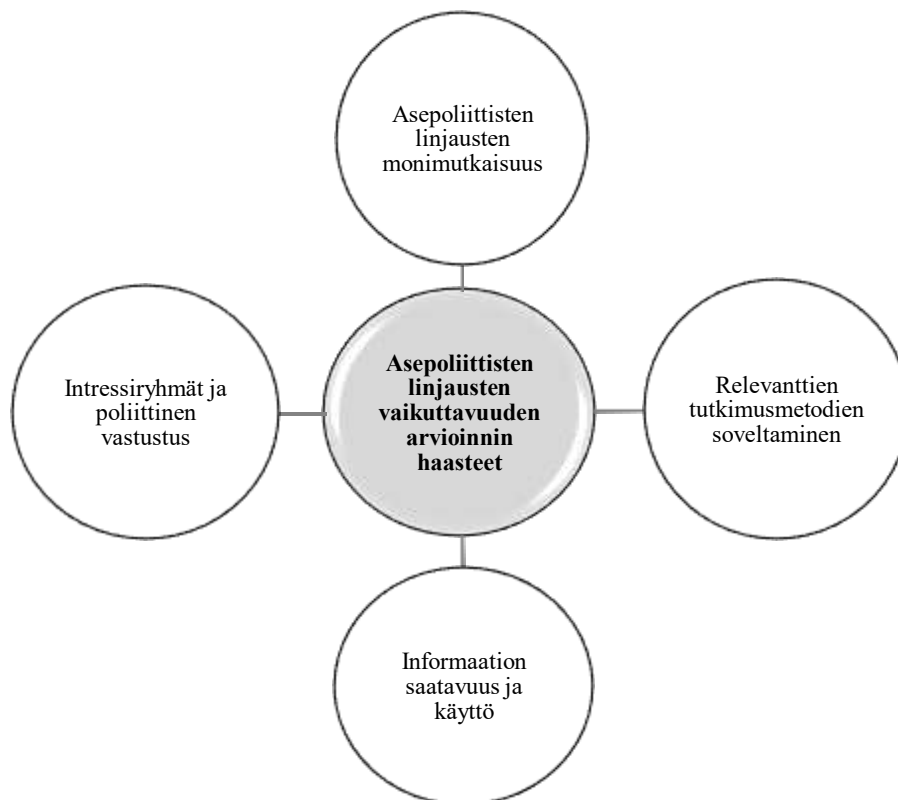 Asepoliittisten
linjausten
monimutkaisuus
Intressiryhmät ja
poliittinen
vastustus
Asepoliittisten
linjausten
vaikuttavuuden
arvioinnin
haasteet
Relevanttien
tutkimusmetodien
soveltaminen
Informaation
saatavuus ja
käyttö